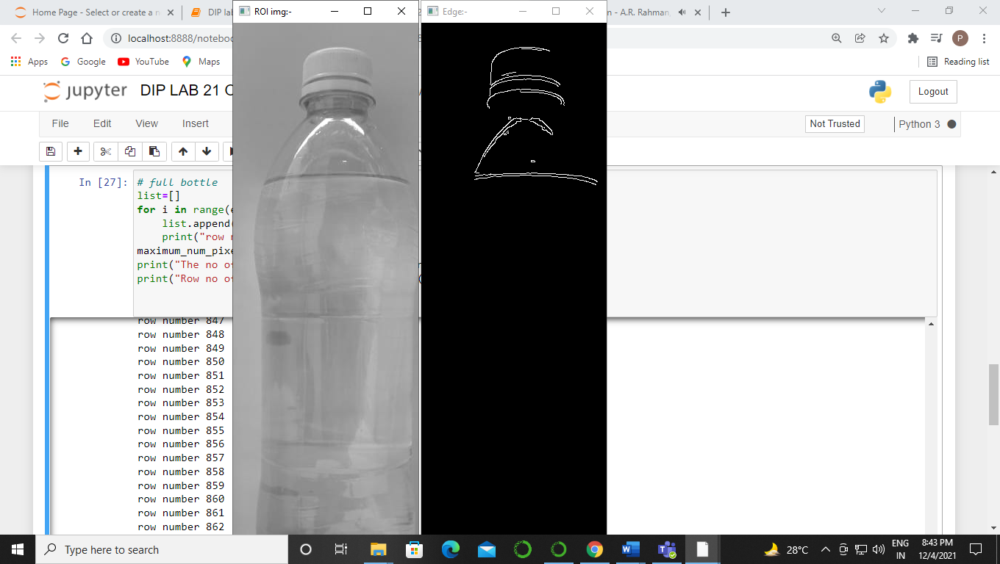 Home Page - Select or create a n
DIP lab
ROI img:-
Edge:-
n - A.R. Rahman,
localhost:8888/noteboo
Apps
Google
YouTube
Maps
Reading list
jupyter
DIP LAB 21
Logout
File
Edit
View
Insert
Not Trusted
Python 3
In [27]:
# full bottle
list=[]
for i in range(
list.append(
print("row
maximum_num_pixe
print("The no of
print("Row no of
row number 847
row number 848
row number 849
row number 850
row number 851
row number 852
row number 853
row number 854
row number 855
row number 856
row number 857
row number 858
row number 859
row number 860
row number 861
row number 862
Type here to search
28°C
ENG
IN
8:43 PM
12/4/2021